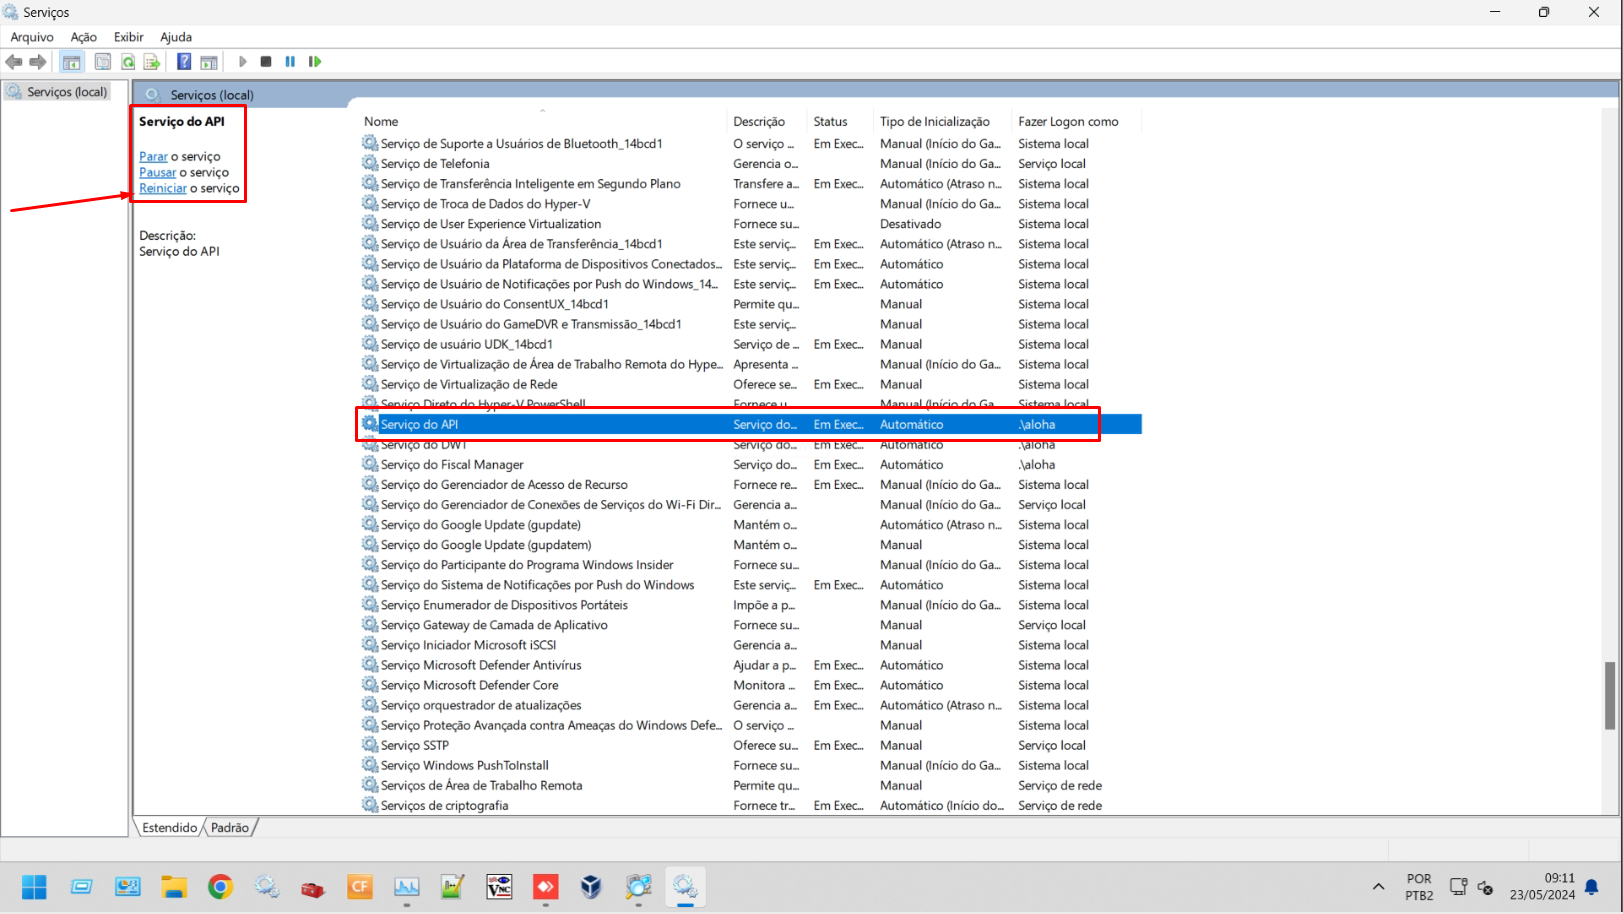 Serviços
Arquivo Ação Exibir Ajuda
Serviços (local)
Serviços (local)
Serviço do API
Parar o serviço
Pausar o serviço
Reiniciar o serviço
Descrição:
Serviço do API
Nome Descrição Status Tipo de Inicialização Fazer Logon como
Serviço de Suporte a Usuários de Bluetooth_14bcd1 O serviço ... Em Exec... Manual (Início do Ga... Sistema local
Serviço de Telefonia Gerencia o... Manual Serviço local
Serviço de Transferência Inteligente em Segundo Plano Transfere a... Em Exec... Automático (Atraso n... Sistema local
Serviço de Troca de Dados do Hyper-V Fornece u... Manual (Início do Ga... Sistema local
Serviço de User Experience Virtualization Fornece su... Desativado Sistema local
Serviço de Usuário da Área de Transferência_14bcd1 Este serviç... Em Exec... Automático (Atraso n... Sistema local
Serviço de Usuário da Plataforma de Dispositivos Conectados... Este serviç... Em Exec... Automático Sistema local
Serviço de Usuário de Notificações por Push do Windows_14... Este serviç... Em Exec... Automático Sistema local
Serviço de Usuário do ConsentUX_14bcd1 Permite qu... Manual Sistema local
Serviço de Usuário do GameDVR e Transmissão_14bcd1 Este serviç... Manual Sistema local
Serviço de usuário UDK_14bcd1 Serviço de ... Em Exec... Manual Sistema local
Serviço de Virtualização de Área de Trabalho Remota do Hype... Apresenta ... Manual (Início do Ga... Sistema local
Serviço de Virtualização de Rede Oferece se... Em Exec... Manual Sistema local
Serviço Direto do Hyper-V PowerShell Fornece u... Manual (Início do Ga... Sistema local
Serviço do API Serviço do... Em Exec... Automático .\aloha
Serviço do DWT Serviço do... Em Exec... Automático .\aloha
Serviço do Fiscal Manager Serviço do... Em Exec... Automático .\aloha
Serviço do Gerenciador de Acesso de Recurso Fornece re... Em Exec... Manual (Início do Ga... Sistema local
Serviço do Gerenciador de Conexões de Serviços do Wi-Fi Dir... Gerencia a... Manual (Início do Ga... Serviço local
Serviço do Google Update (gupdate) Mantém o... Automático (Atraso n... Sistema local
Serviço do Google Update (gupdatem) Mantém o... Manual Sistema local
Serviço do Participante do Programa Windows Insider Fornece su... Manual (Início do Ga... Sistema local
Serviço do Sistema de Notificações por Push do Windows Este serviç... Em Exec... Automático Sistema local
Serviço Enumerador de Dispositivos Portáteis Impõe a p... Manual (Início do Ga... Sistema local
Serviço Gateway de Camada de Aplicativo Fornece su... Manual Serviço local
Serviço Iniciador Microsoft iSCSI Gerencia a... Manual Sistema local
Serviço Microsoft Defender Antivírus Ajudar a p... Em Exec... Automático Sistema local
Serviço Microsoft Defender Core Monitora ... Em Exec... Automático Sistema local
Serviço orquestrador de atualizações Gerencia a... Em Exec... Automático (Atraso n... Sistema local
Serviço Proteção Avançada contra Ameaças do Windows Defe... O serviço ... Manual Sistema local
Serviço SSTP Oferece su... Em Exec... Manual Serviço local
Serviço Windows PushToInstall Fornece su... Manual (Início do Ga... Sistema local
Serviços de Área de Trabalho Remota Permite qu... Manual Serviço de rede
Serviços de criptografia Fornece tr... Em Exec... Automático (Início do... Serviço de rede
Estendido Padrão
CF
VNC
POR
PTB2
09:11
23/05/2024